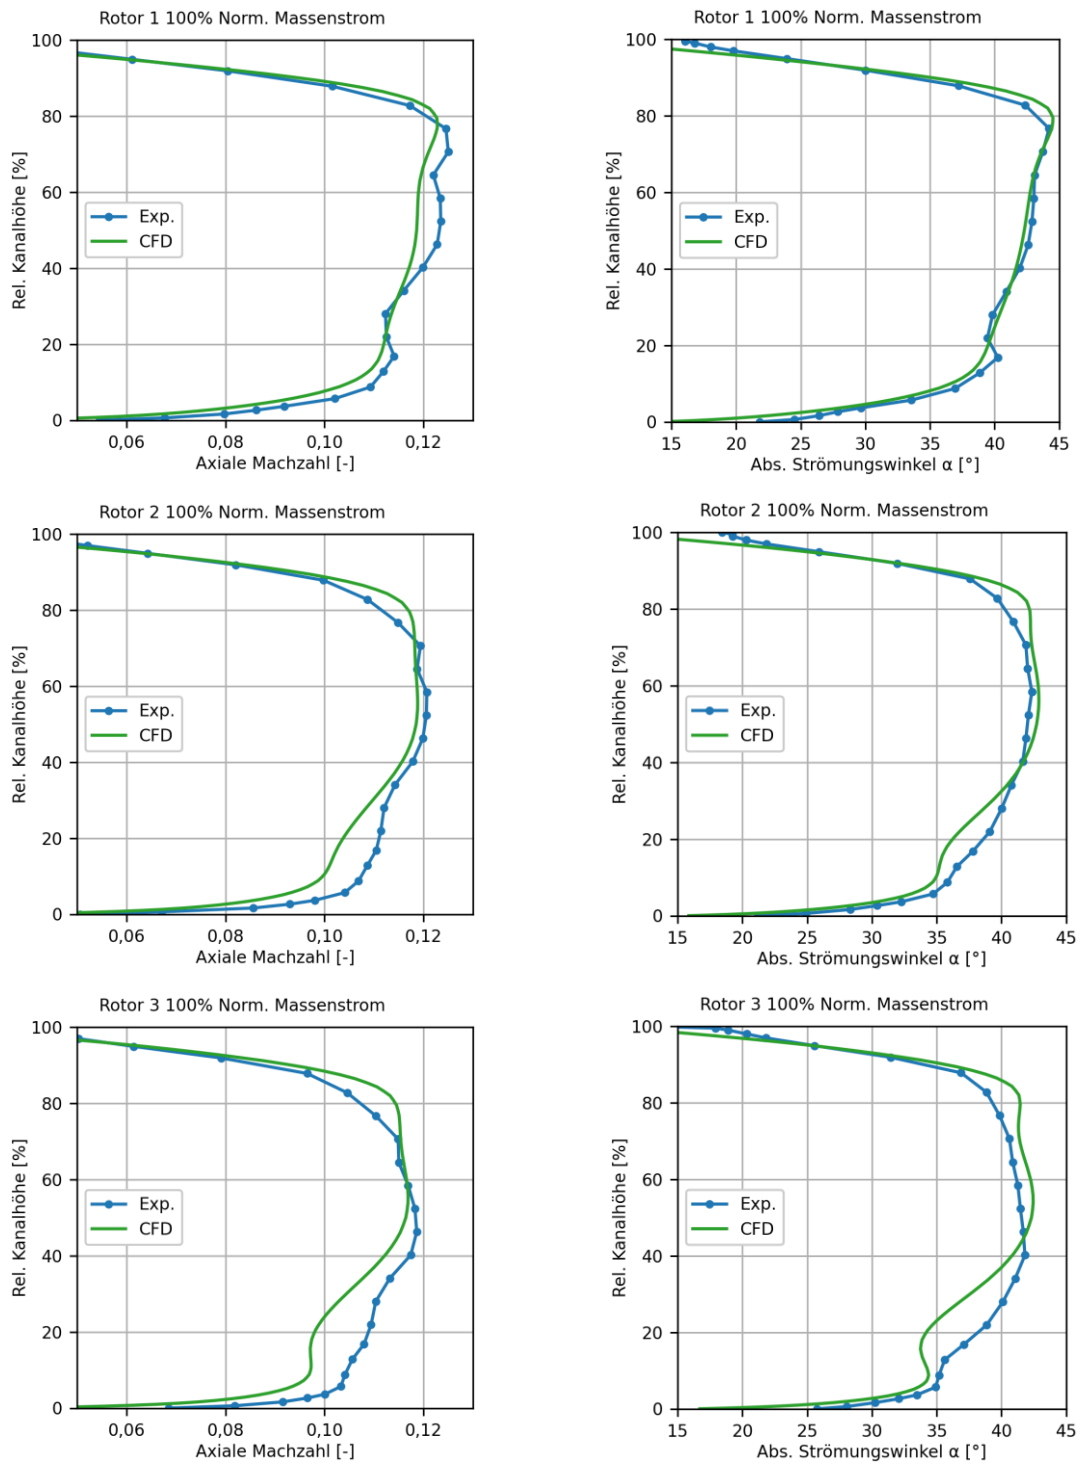 Rotor 1 100% Norm. Massenstrom
100
80
60
40
20
0
Rel. Kanalhöhe [%]
Exp.
CFD
0,06 0,08 0,10 0,12
Axiale Machzahl [-]
Rotor 1 100% Norm. Massenstrom
100
80
60
40
20
0
Rel. Kanalhöhe [%]
Exp.
CFD
15 20 25 30 35 40 45
Abs. Strömungswinkel α [°]
Rotor 2 100% Norm. Massenstrom
100
80
60
40
20
0
Rel. Kanalhöhe [%]
Exp.
CFD
0,06 0,08 0,10 0,12
Axiale Machzahl [-]
Rotor 2 100% Norm. Massenstrom
100
80
60
40
20
0
Rel. Kanalhöhe [%]
Exp.
CFD
15 20 25 30 35 40 45
Abs. Strömungswinkel α [°]
Rotor 3 100% Norm. Massenstrom
100
80
60
40
20
0
Rel. Kanalhöhe [%]
Exp.
CFD
0,06 0,08 0,10 0,12
Axiale Machzahl [-]
Rotor 3 100% Norm. Massenstrom
100
80
60
40
20
0
Rel. Kanalhöhe [%]
Exp.
CFD
15 20 25 30 35 40 45
Abs. Strömungswinkel α [°]